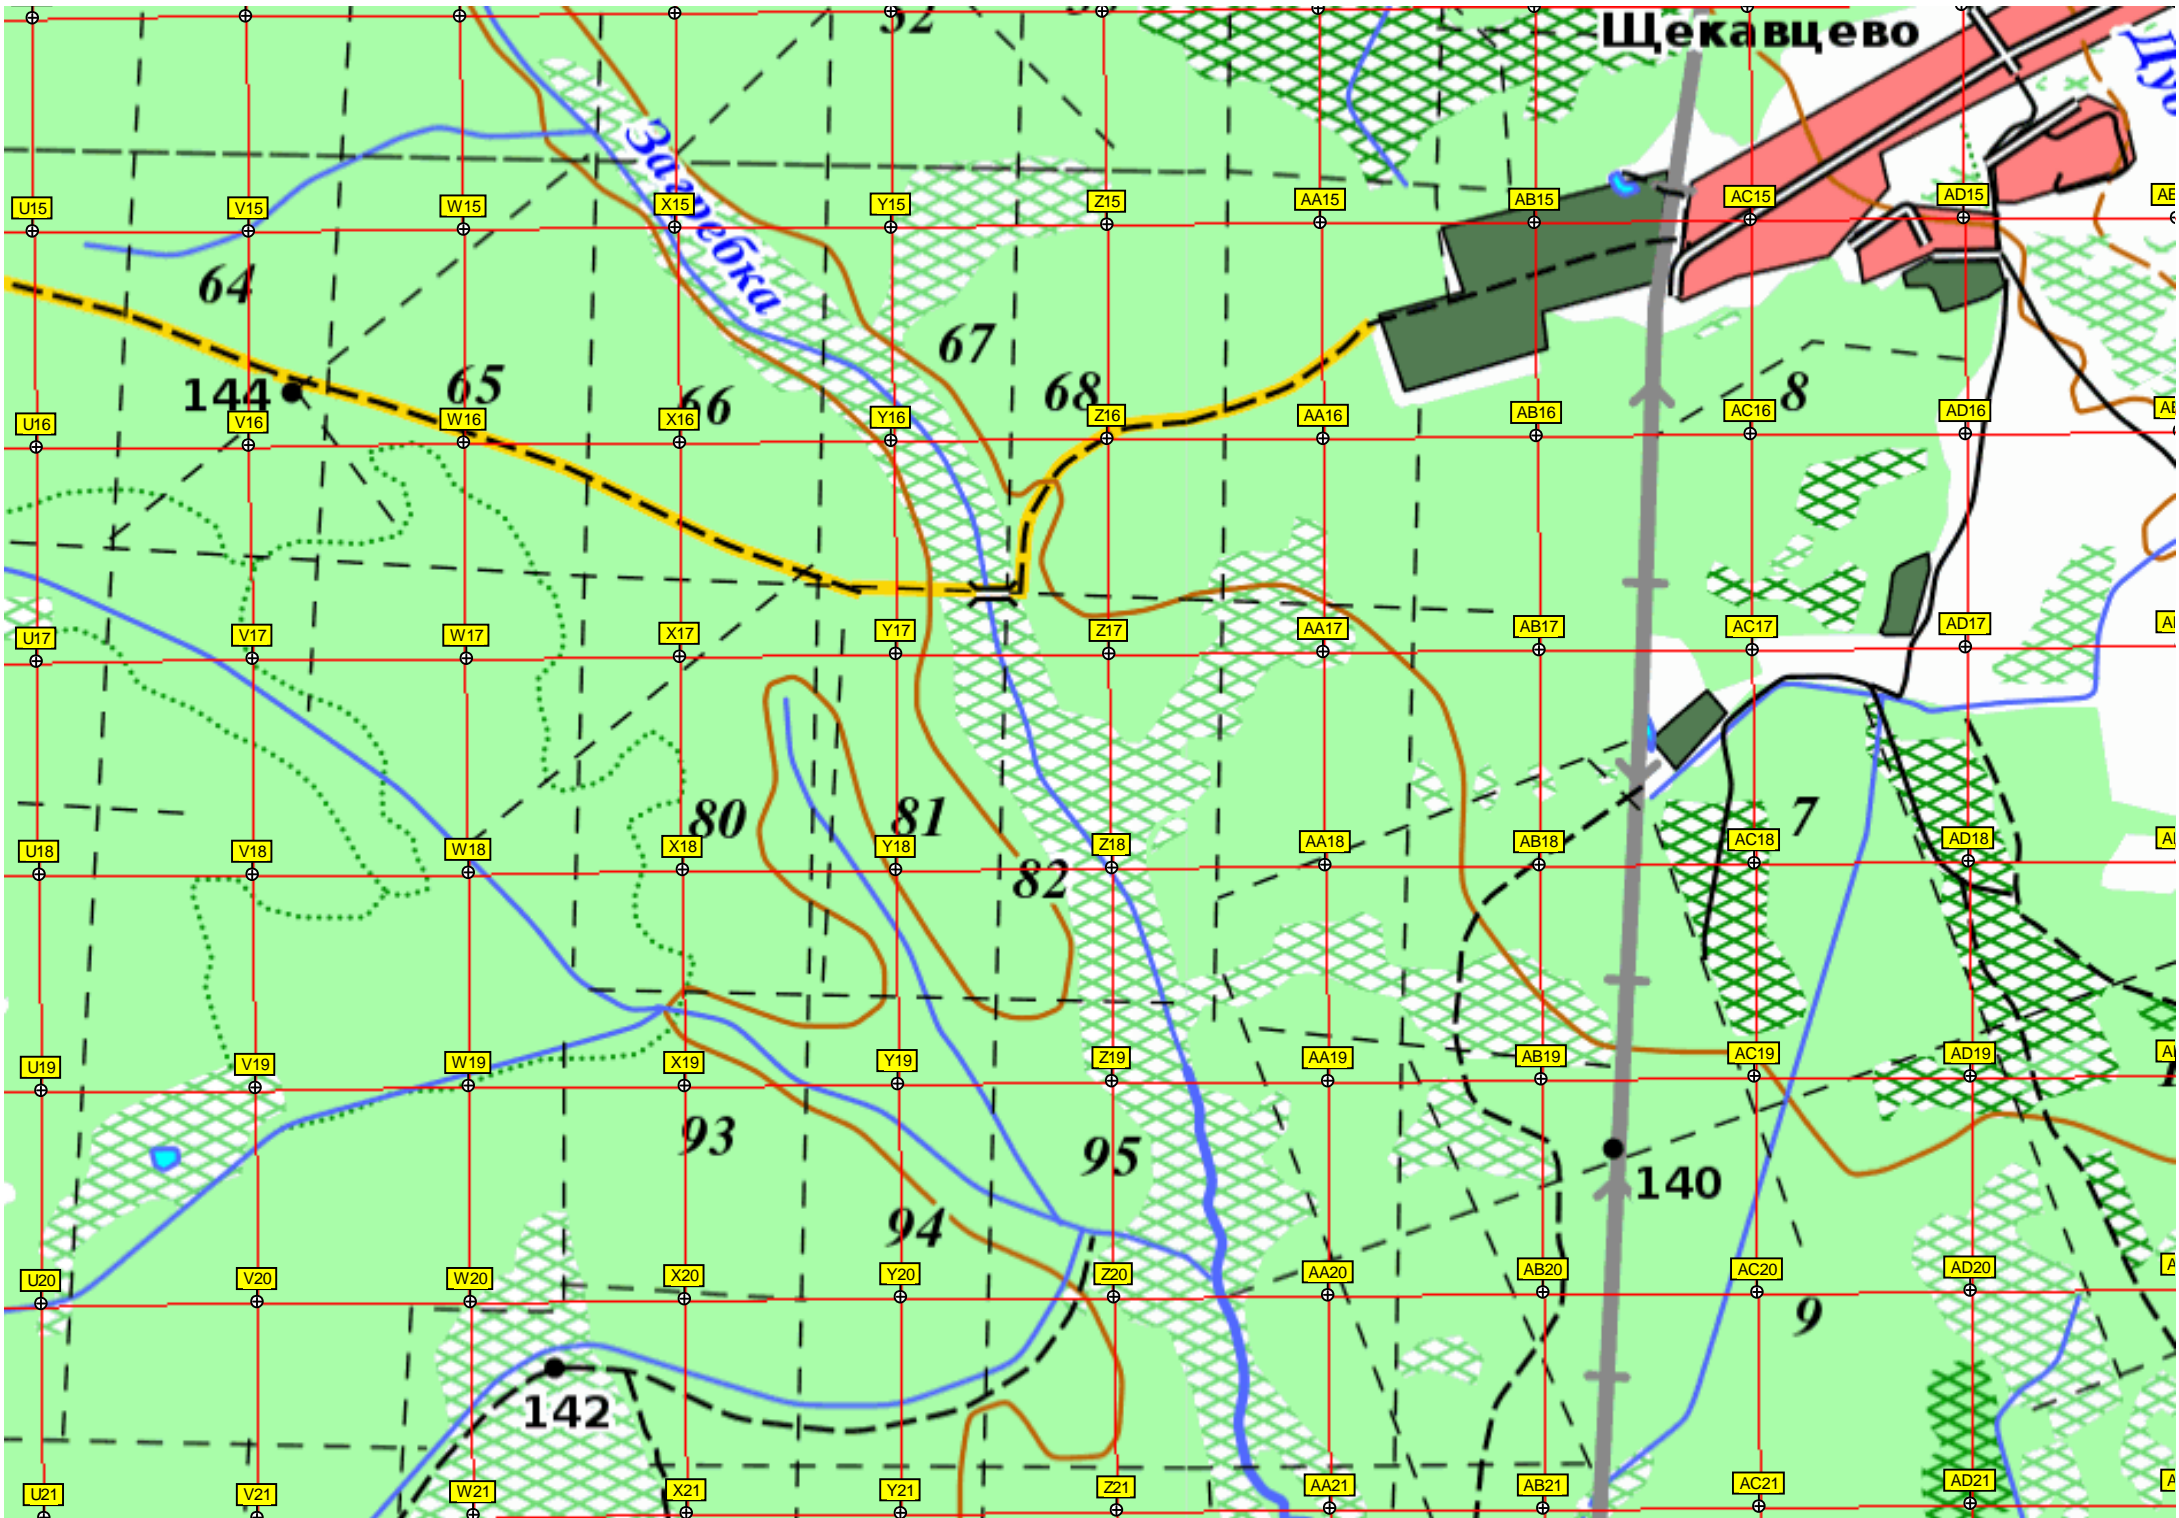 52
Щекавцево
Загребка
U15 V15 W15 X15 Y15 Z15 AA15 AB15 AC15 AD15
64
67
144
65
66
68
8
U16 V16 W16 X16 Y16 Z16 AA16 AB16 AC16 AD16
U17 V17 W17 X17 Y17 Z17 AA17 AB17 AC17 AD17
80
81
7
U18 V18 W18 X18 Y18 Z18 AA18 AB18 AC18 AD18
82
U19 V19 W19 X19 Y19 Z19 AA19 AB19 AC19 AD19
93
95
140
94
U20 V20 W20 X20 Y20 Z20 AA20 AB20 AC20 AD20
9
142
U21 V21 W21 X21 Y21 Z21 AA21 AB21 AC21 AD21